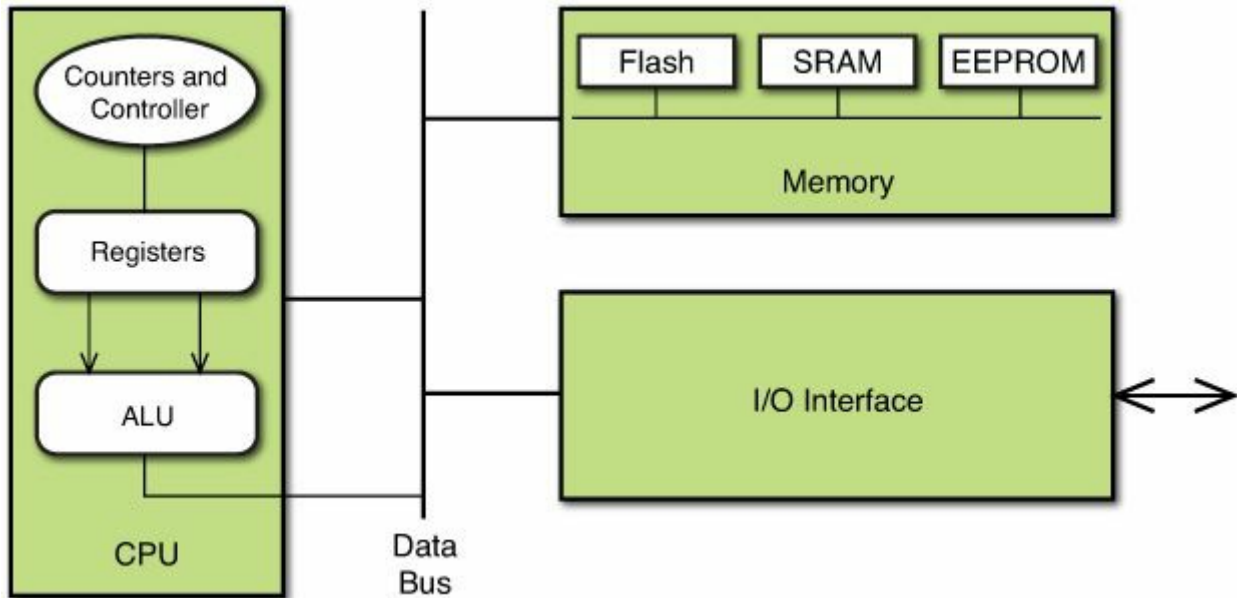 Counters and
Controller
Registers
ALU
CPU
Data
Bus
Flash
SRAM
EEPROM
Memory
I/O Interface